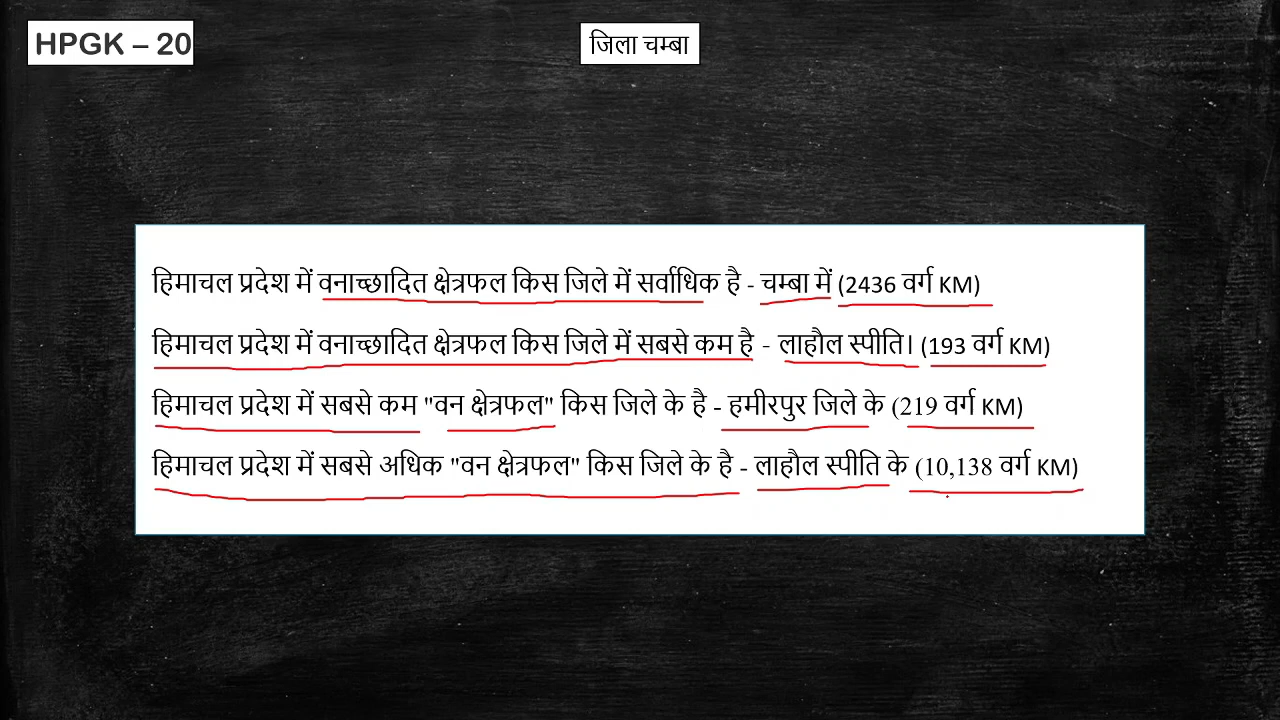 HPGK – 20
जिला चम्बा
हिमाचल प्रदेश में वनाच्छादित क्षेत्रफल किस जिले में सर्वाधिक है - चम्बा में (2436 वर्ग KM)
हिमाचल प्रदेश में वनाच्छादित क्षेत्रफल किस जिले में सबसे कम है - लाहौल स्पीति। (193 वर्ग KM)
हिमाचल प्रदेश में सबसे कम "वन क्षेत्रफल" किस जिले के है - हमीरपुर जिले के (219 वर्ग KM)
हिमाचल प्रदेश में सबसे अधिक "वन क्षेत्रफल" किस जिले के है - लाहौल स्पीति के (10,138 वर्ग KM)